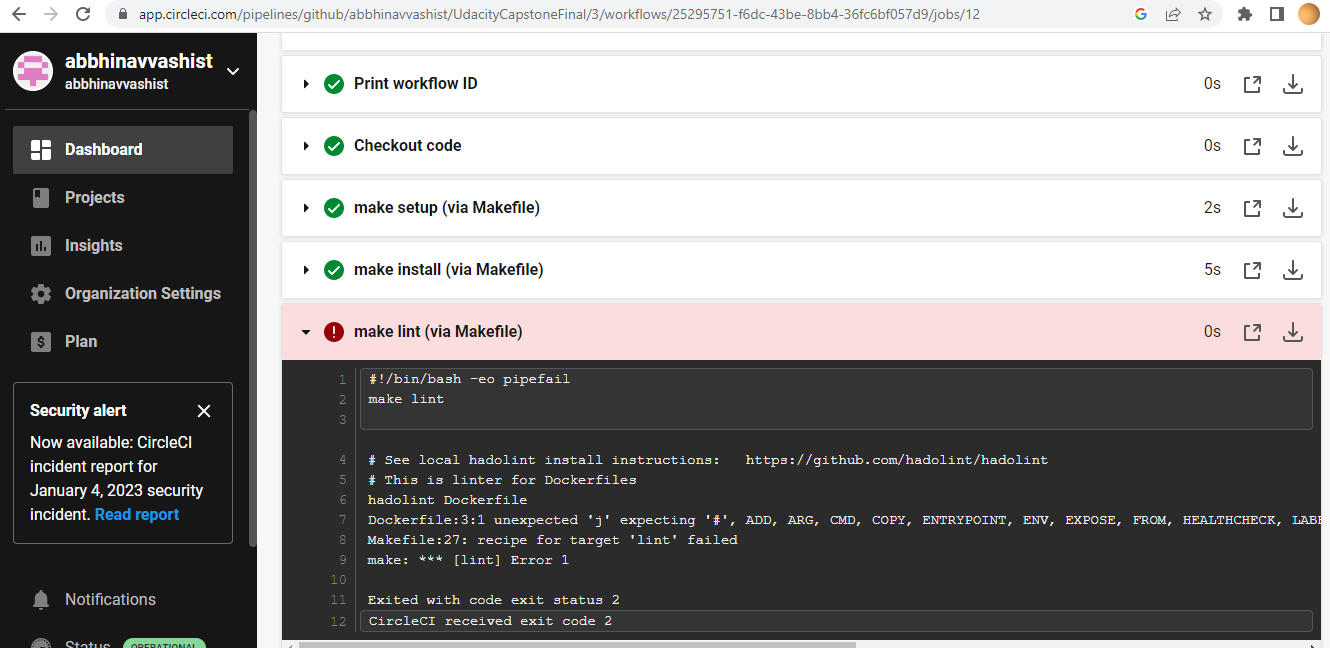 app.circleci.com/pipelines/github/abbhinavvashist/UdacityCapstoneFinal/3/workflows/25295751-f6dc-43be-8bb4-36fc6bf057d9/jobs/12
abbhinavvashist
abbhinavvashist
Dashboard
Projects
Insights
Organization Settings
$ Plan
Security alert
Now available: CircleCI
incident report for
January 4, 2023 security
incident. Read report
Notifications
Status OPERATIONAL
Print workflow ID 0s
Checkout code 0s
make setup (via Makefile) 2s
make install (via Makefile) 5s
make lint (via Makefile) 0s
1 #!/bin/bash -eo pipefail
2 make lint
3
4 # See local hadolint install instructions: https://github.com/hadolint/hadolint
5 # This is linter for Dockerfiles
6 hadolint Dockerfile
7 Dockerfile:3:1 unexpected 'j' expecting '#', ADD, ARG, CMD, COPY, ENTRYPOINT, ENV, EXPOSE, FROM, HEALTHCHECK, LABE
8 Makefile:27: recipe for target 'lint' failed
9 make: *** [lint] Error 1
10
11 Exited with code exit status 2
12 CircleCI received exit code 2